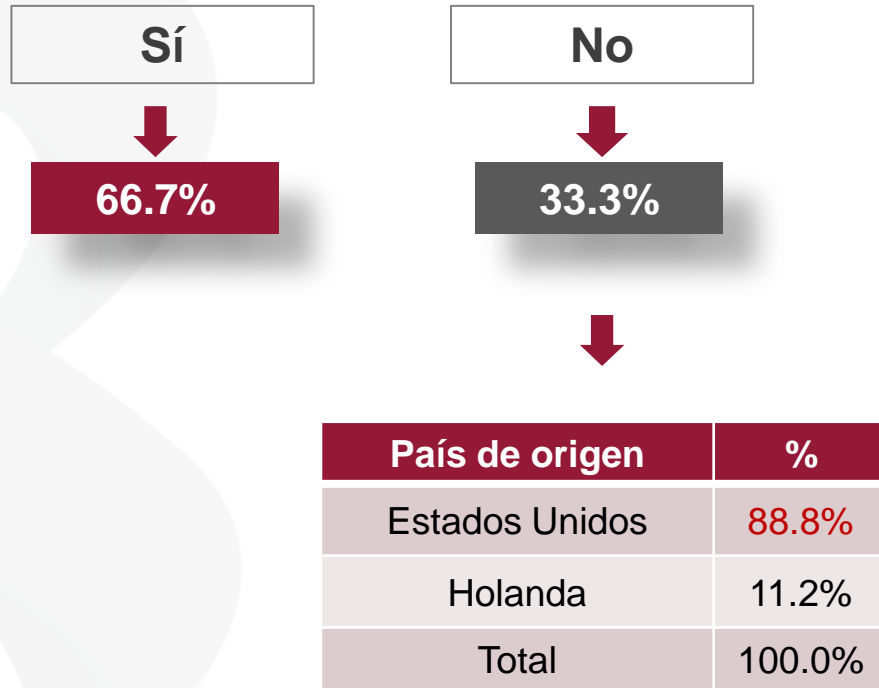 Sí
No
66.7%
33.3%
País de origen %
Estados Unidos 88.8%
Holanda 11.2%
Total 100.0%